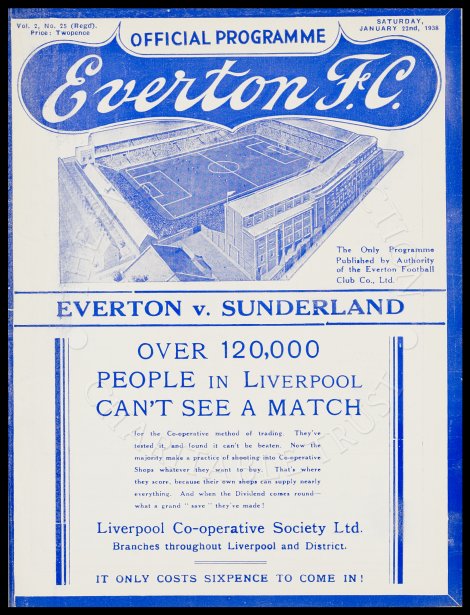 Vol. 2, No. 25 (Regd).
Price: Twopence
SATURDAY,
JANUARY 22nd, 1938
OFFICIAL PROGRAMME
Everton F.C.
The Only Programme
Published by Authority
of the Everton Football
Club Co., Ltd.
EVERTON v. SUNDERLAND
OVER 120,000
PEOPLE IN LIVERPOOL
CAN'T SEE A MATCH
for the Co-operative method of trading. They've
tested it, and found it can't be beaten. Now the
majority make a practice of shooting into Co-operative
Shops whatever they want to buy. That's where
they score, because their own shops can supply nearly
everything. And when the Dividend comes round—
what a grand "save" they've made!
Liverpool Co-operative Society Ltd.
Branches throughout Liverpool and District.
IT ONLY COSTS SIXPENCE TO COME IN!